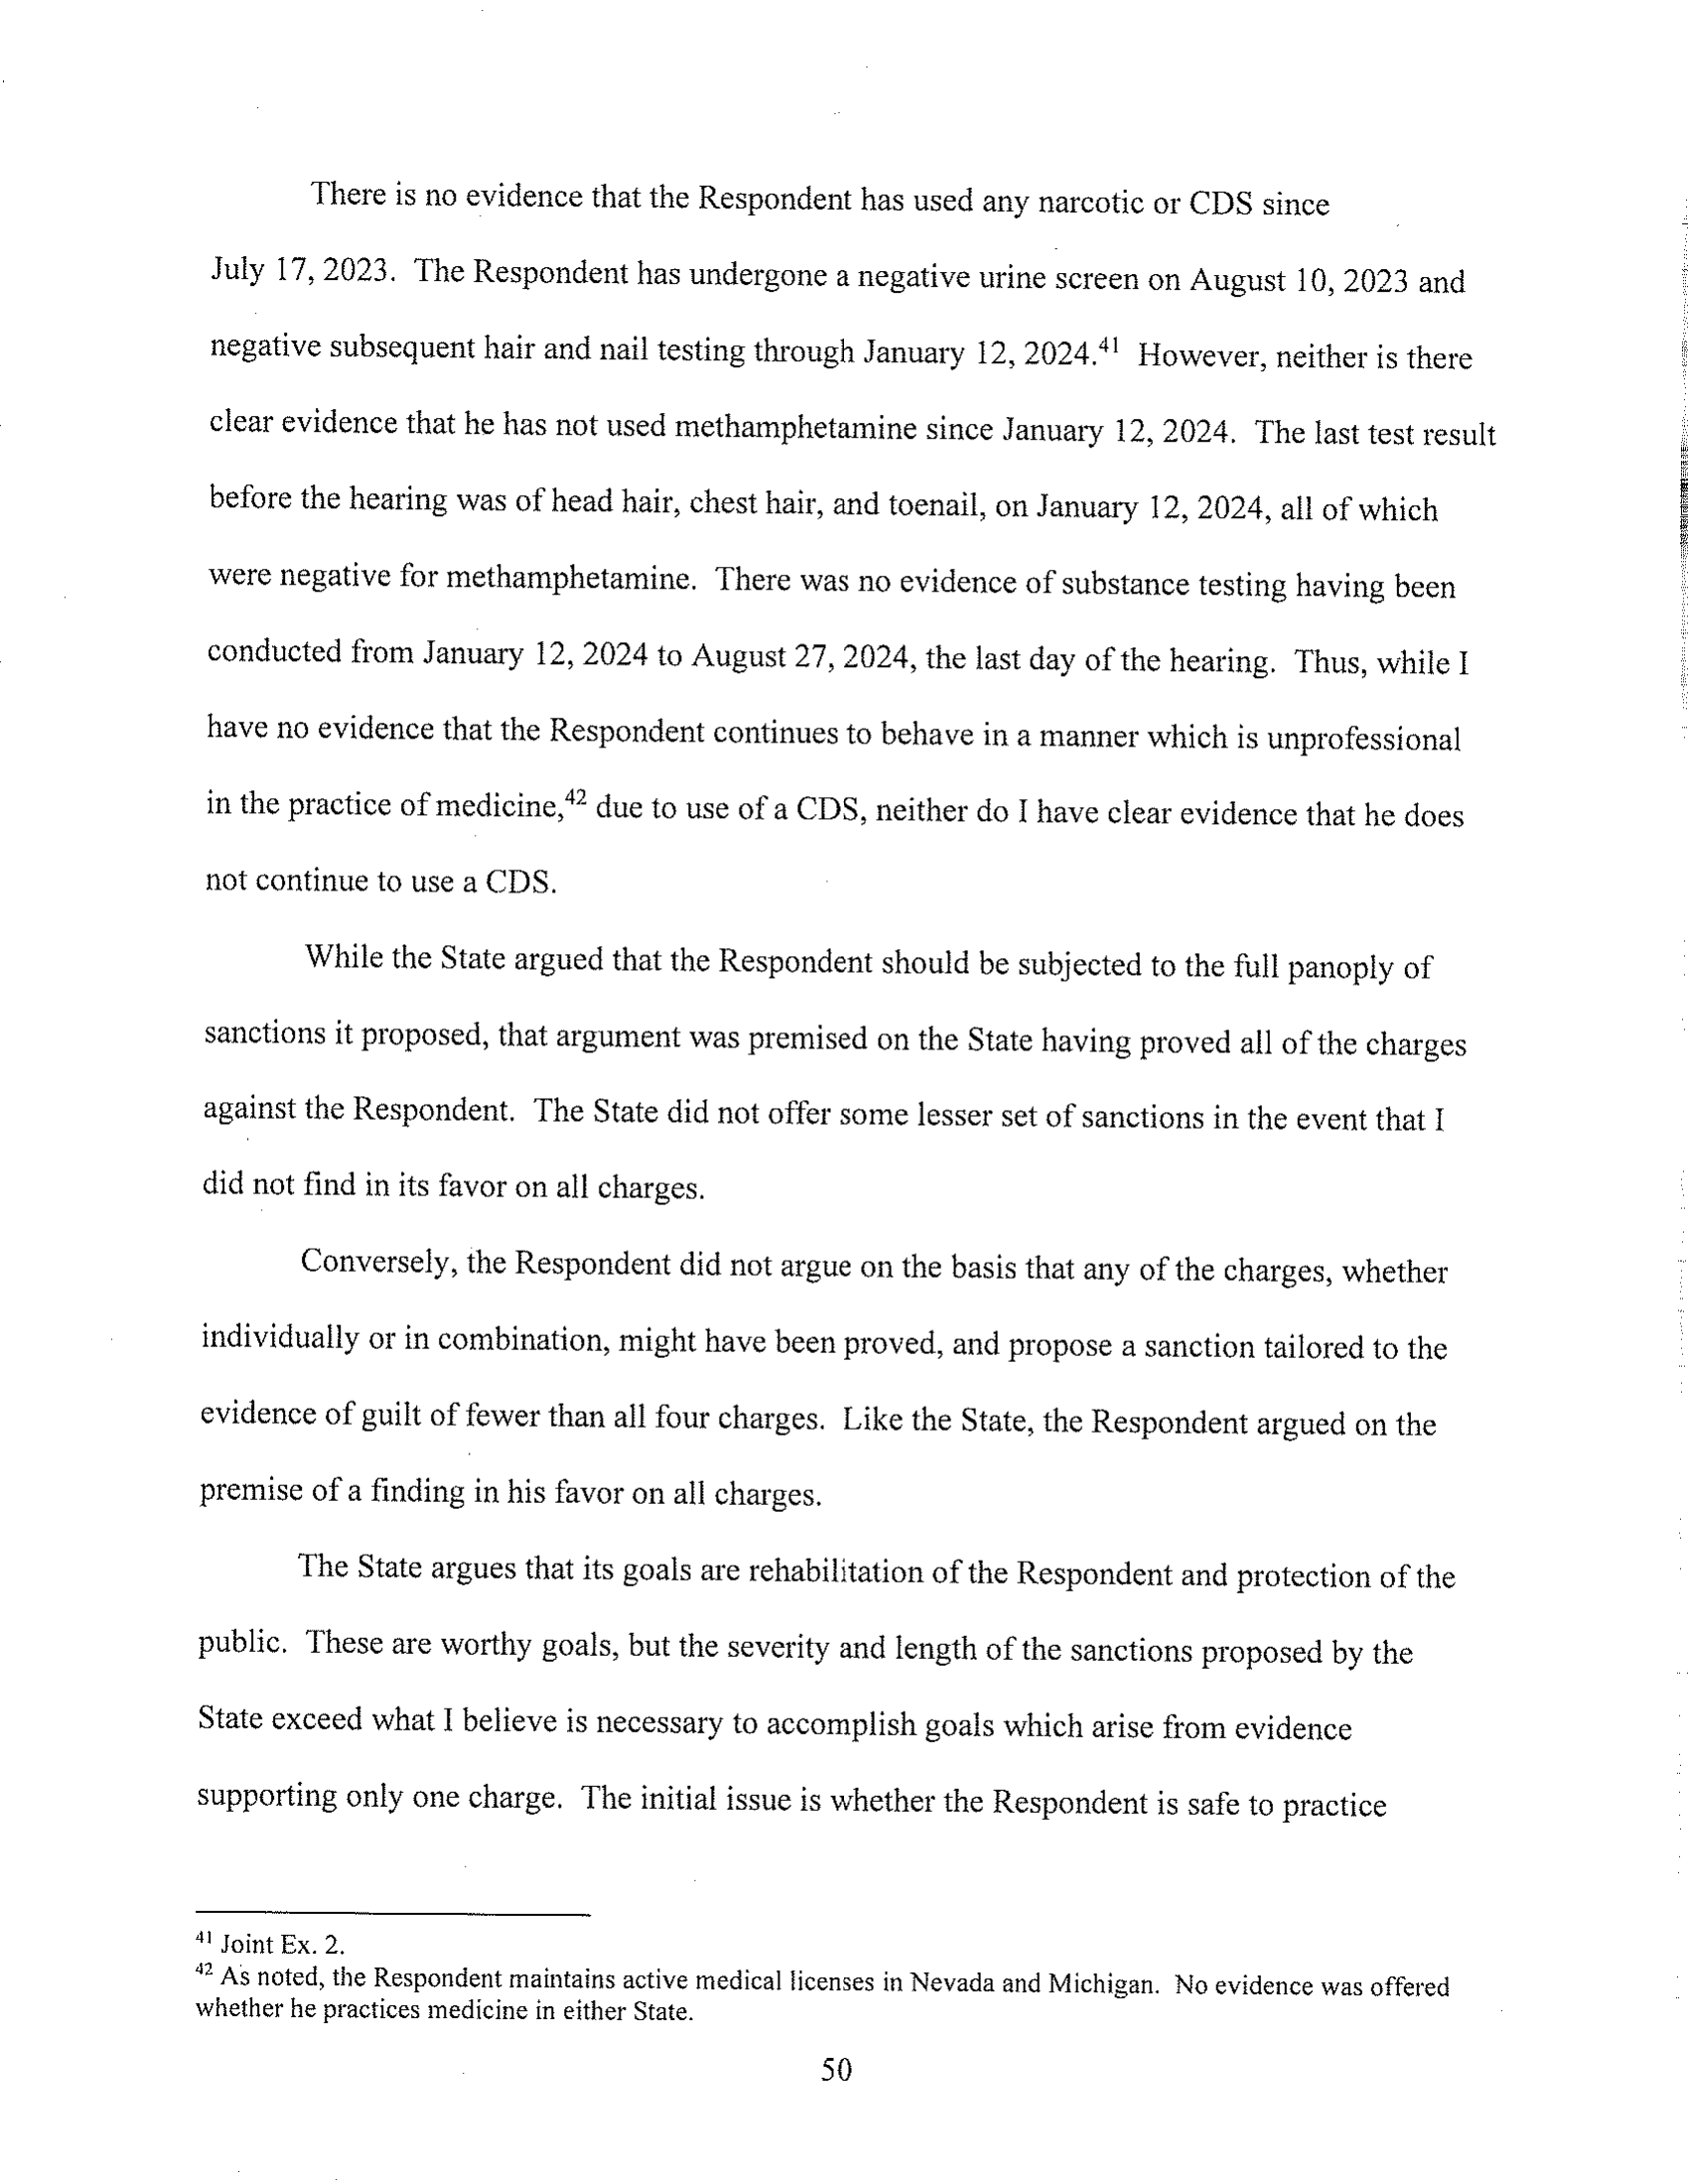 There is no evidence that the Respondent has used any narcotic or CDS since
July 17, 2023. The Respondent has undergone a negative urine screen on August 10, 2023 and
negative subsequent hair and nail testing through January 12, 2024.41 However, neither is there
clear evidence that he has not used methamphetamine since January 12, 2024. The last test result
before the hearing was of head hair, chest hair, and toenail, on January 12, 2024, all of which
were negative for methamphetamine. There was no evidence of substance testing having been
conducted from January 12, 2024 to August 27, 2024, the last day of the hearing. Thus, while I
have no evidence that the Respondent continues to behave in a manner which is unprofessional
in the practice of medicine,42 due to use of a CDS, neither do I have clear evidence that he does
not continue to use a CDS.
While the State argued that the Respondent should be subjected to the full panoply of
sanctions it proposed, that argument was premised on the State having proved all of the charges
against the Respondent. The State did not offer some lesser set of sanctions in the event that I
did not find in its favor on all charges.
Conversely, the Respondent did not argue on the basis that any of the charges, whether
individually or in combination, might have been proved, and propose a sanction tailored to the
evidence of guilt of fewer than all four charges. Like the State, the Respondent argued on the
premise of a finding in his favor on all charges.
The State argues that its goals are rehabilitation of the Respondent and protection of the
public. These are worthy goals, but the severity and length of the sanctions proposed by the
State exceed what I believe is necessary to accomplish goals which arise from evidence
supporting only one charge. The initial issue is whether the Respondent is safe to practice
41 Joint Ex. 2.
42 As noted, the Respondent maintains active medical licenses in Nevada and Michigan. No evidence was offered
whether he practices medicine in either State.
50